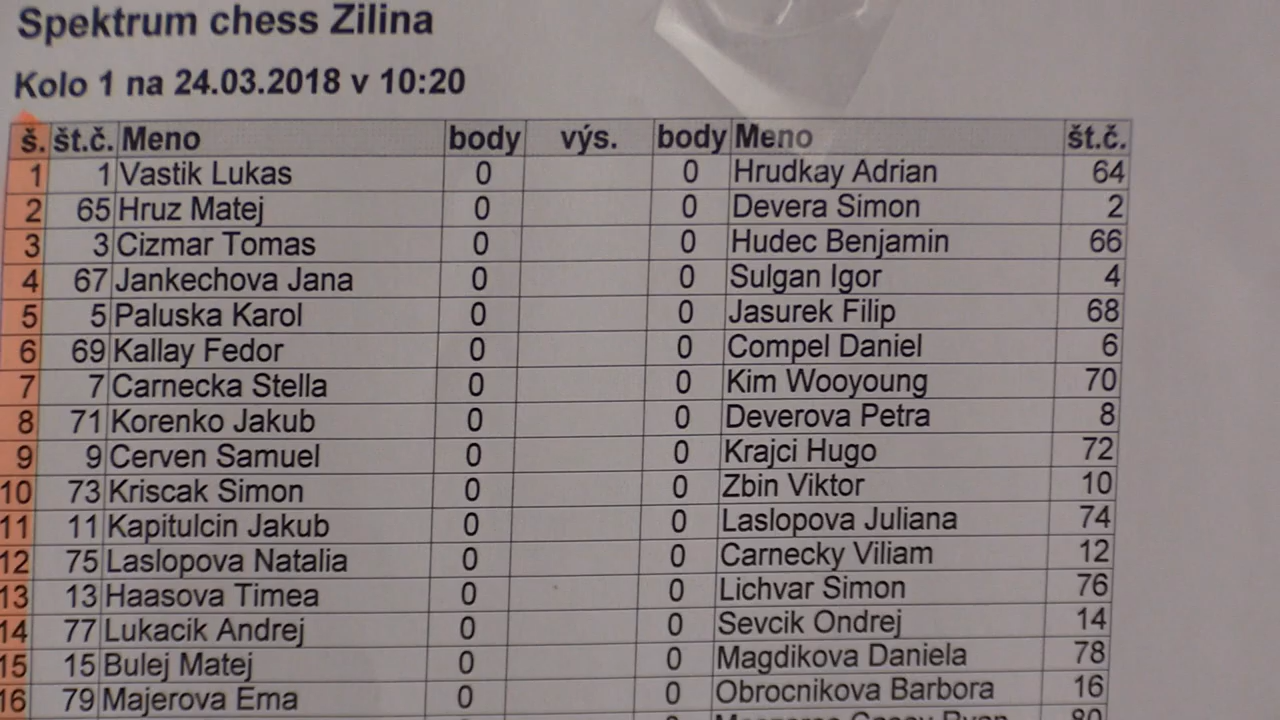 Spektrum chess Zilina
Kolo 1 na 24.03.2018 v 10:20
š. št.č. Meno body výs. body Meno št.č.
1 1 Vastik Lukas 0 0 Hrudkay Adrian 64
2 65 Hruz Matej 0 0 Devera Simon 2
3 3 Cizmar Tomas 0 0 Hudec Benjamin 66
4 67 Jankechova Jana 0 0 Sulgan Igor 4
5 5 Paluska Karol 0 0 Jasurek Filip 68
6 69 Kallay Fedor 0 0 Compel Daniel 6
7 7 Carnecka Stella 0 0 Kim Wooyoung 70
8 71 Korenko Jakub 0 0 Deverova Petra 8
9 9 Cerven Samuel 0 0 Krajci Hugo 72
10 73 Kriscak Simon 0 0 Zbin Viktor 10
11 11 Kapitulcin Jakub 0 0 Laslopova Juliana 74
12 75 Laslopova Natalia 0 0 Carnecky Viliam 12
13 13 Haasova Timea 0 0 Lichvar Simon 76
14 77 Lukacik Andrej 0 0 Sevcik Ondrej 14
15 15 Bulej Matej 0 0 Magdikova Daniela 78
16 79 Majerova Ema 0 0 Obrocnikova Barbora 16
80